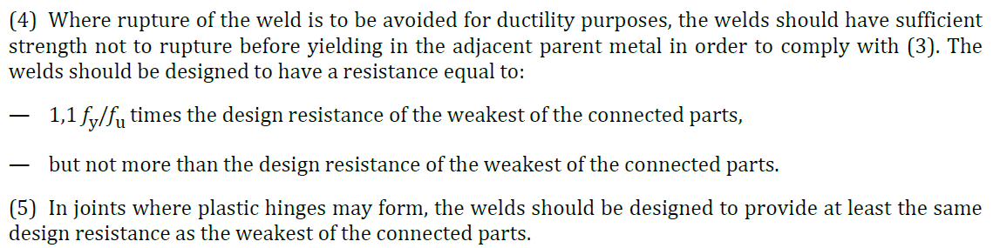 (4) Where rupture of the weld is to be avoided for ductility purposes, the welds should have sufficient
strength not to rupture before yielding in the adjacent parent metal in order to comply with (3). The
welds should be designed to have a resistance equal to:
— 1,1 fy/fu times the design resistance of the weakest of the connected parts,
— but not more than the design resistance of the weakest of the connected parts.
(5) In joints where plastic hinges may form, the welds should be designed to provide at least the same
design resistance as the weakest of the connected parts.